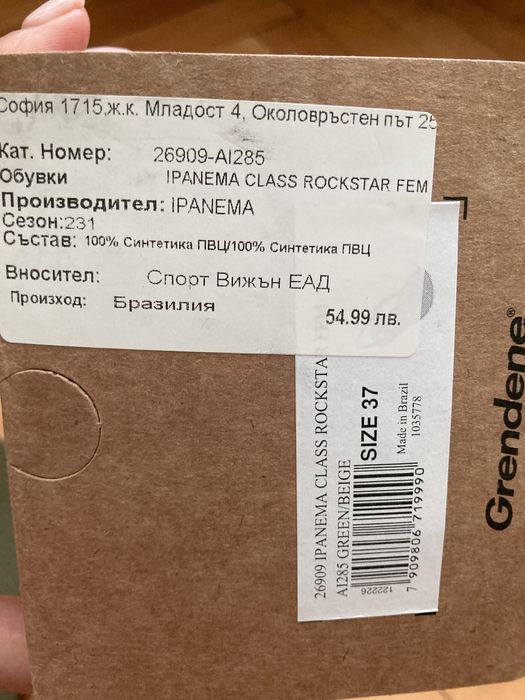 София 1715,ж.к. Младост 4, Околовръстен път 25
Кат. Номер: 26909-AI285
Обувки IPANEMA CLASS ROCKSTAR FEM
Производител: IPANEMA
Сезон:231
Състав: 100% Синтетика ПВЦ/100% Синтетика ПВЦ
Вносител: Спорт Вижън ЕАД
Произход: Бразилия
54.99 лв.
26909 IPANEMA CLASS ROCKSTA
AI285 GREEN/BEIGE
SIZE 37
Made in Brazil
1035778
122226
7 909806 719990
Grendene®